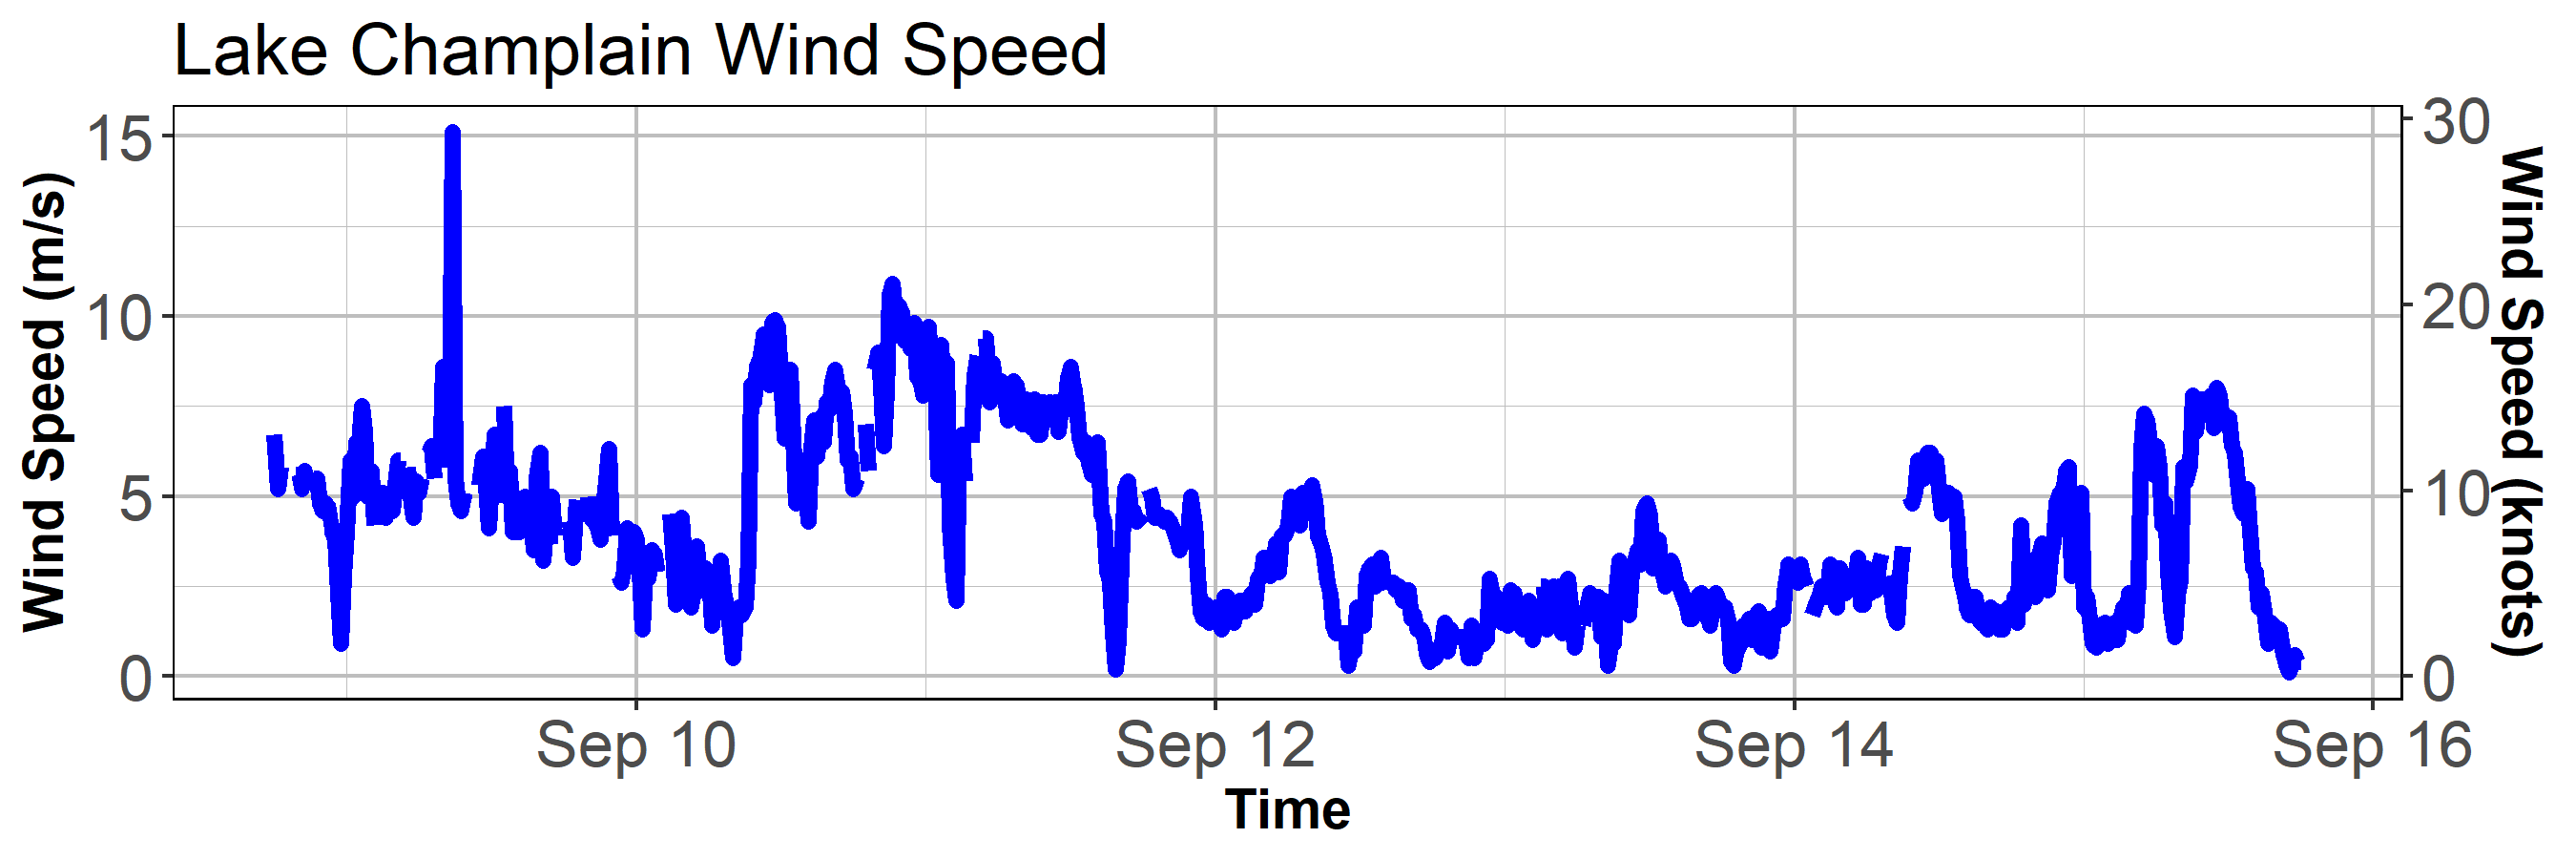 Lake Champlain Wind Speed
Wind Speed (m/s)
15
10
5
0
30
20
10
0
Wind Speed (knots)
Sep 10
Sep 12
Sep 14
Sep 16
Time